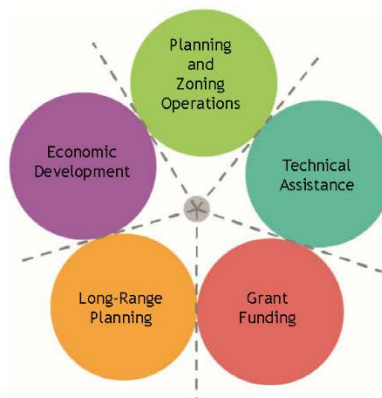 Planning
and
Zoning
Operations
Economic
Development
Technical
Assistance
Long-Range
Planning
Grant
Funding